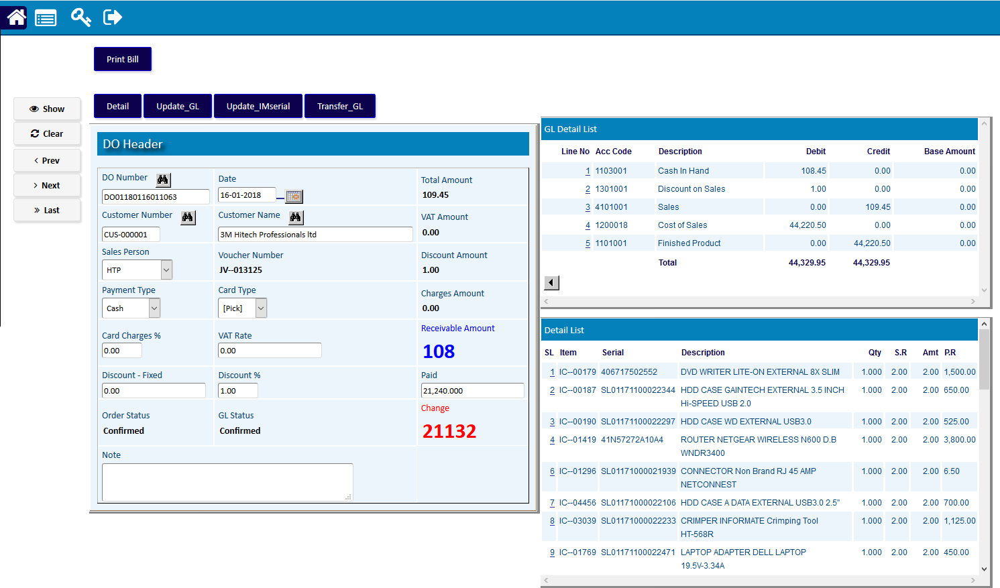 Print Bill
Detail Update_GL Update_IMserial Transfer_GL
Show
Clear
Prev
Next
Last
DO Header
DO Number Date Total Amount
DO01180116011063 16-01-2018 109.45
Customer Number Customer Name VAT Amount
CUS-000001 3M Hitech Professionals ltd 0.00
Sales Person Voucher Number Discount Amount
HTP JV--013125 1.00
Payment Type Card Type Charges Amount
Cash [Pick] 0.00
Card Charges % VAT Rate Receivable Amount
0.00 0.00 108
Discount - Fixed Discount % Paid
0.00 1.00 21,240.000
Order Status GL Status Change
Confirmed Confirmed 21132
Note
GL Detail List
Line No Acc Code Description Debit Credit Base Amount
1 1103001 Cash In Hand 108.45 0.00 0.00
2 1301001 Discount on Sales 1.00 0.00 0.00
3 4101001 Sales 0.00 109.45 0.00
4 1200018 Cost of Sales 44,220.50 0.00 0.00
5 1101001 Finished Product 0.00 44,220.50 0.00
Total 44,329.95 44,329.95
Detail List
SL Item Serial Description Qty S.R Amt P.R
1 IC--00179 406717502552 DVD WRITER LITE-ON EXTERNAL 8X SLIM 1.000 2.00 2.00 1,500.00
2 IC--00187 SL01171100022344 HDD CASE GAINTECH EXTERNAL 3.5 INCH 1.000 2.00 2.00 650.00
Hi-SPEED USB 2.0
3 IC--00190 SL01171100022297 HDD CASE WD EXTERNAL USB3.0 1.000 2.00 2.00 525.00
4 IC--01419 41N57272A10A4 ROUTER NETGEAR WIRELESS N600 D.B 1.000 2.00 2.00 3,800.00
WNDR3400
6 IC--01296 SL01171000021939 CONNECTOR Non Brand RJ 45 AMP 1.000 2.00 2.00 6.50
NETCONNEST
7 IC--04456 SL01171000022106 HDD CASE A DATA EXTERNAL USB3.0 2.5" 1.000 2.00 2.00 700.00
8 IC--03039 SL01171000022233 CRIMPER INFORMATE Crimping Tool 1.000 2.00 2.00 1,125.00
HT-568R
9 IC--01769 SL01171100022471 LAPTOP ADAPTER DELL LAPTOP 1.000 2.00 2.00 450.00
19.5V-3.34A